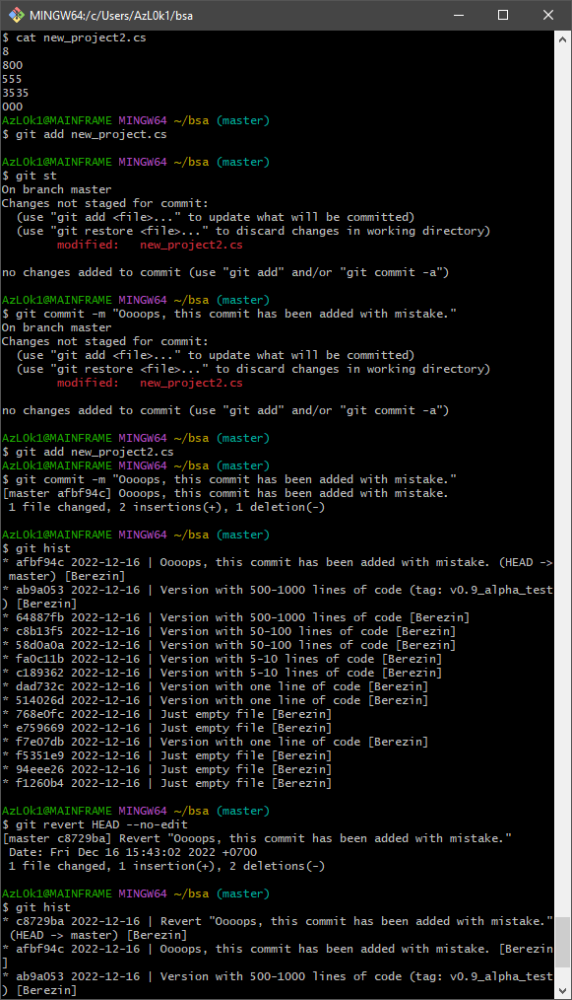 MINGW64:/c/Users/AzL0k1/bsa
$ cat new_project2.cs
8
800
555
3535
000
AzL0k1@MAINFRAME MINGW64 ~/bsa (master)
$ git add new_project.cs
AzL0k1@MAINFRAME MINGW64 ~/bsa (master)
$ git st
On branch master
Changes not staged for commit:
  (use "git add <file>..." to update what will be committed)
  (use "git restore <file>..." to discard changes in working directory)
        modified:   new_project2.cs
no changes added to commit (use "git add" and/or "git commit -a")
AzL0k1@MAINFRAME MINGW64 ~/bsa (master)
$ git commit -m "Oooops, this commit has been added with mistake."
On branch master
Changes not staged for commit:
  (use "git add <file>..." to update what will be committed)
  (use "git restore <file>..." to discard changes in working directory)
        modified:   new_project2.cs
no changes added to commit (use "git add" and/or "git commit -a")
AzL0k1@MAINFRAME MINGW64 ~/bsa (master)
$ git add new_project2.cs
AzL0k1@MAINFRAME MINGW64 ~/bsa (master)
$ git commit -m "Oooops, this commit has been added with mistake."
[master afbf94c] Oooops, this commit has been added with mistake.
 1 file changed, 2 insertions(+), 1 deletion(-)
AzL0k1@MAINFRAME MINGW64 ~/bsa (master)
$ git hist
* afbf94c 2022-12-16 | Oooops, this commit has been added with mistake. (HEAD ->
 master) [Berezin]
* ab9a053 2022-12-16 | Version with 500-1000 lines of code (tag: v0.9_alpha_test
) [Berezin]
* 64887fb 2022-12-16 | Version with 500-1000 lines of code [Berezin]
* c8b13f5 2022-12-16 | Version with 50-100 lines of code [Berezin]
* 58d0a0a 2022-12-16 | Version with 50-100 lines of code [Berezin]
* fa0c11b 2022-12-16 | Version with 5-10 lines of code [Berezin]
* c189362 2022-12-16 | Version with 5-10 lines of code [Berezin]
* dad732c 2022-12-16 | Version with one line of code [Berezin]
* 514026d 2022-12-16 | Version with one line of code [Berezin]
* 768e0fc 2022-12-16 | Just empty file [Berezin]
* e759669 2022-12-16 | Just empty file [Berezin]
* f7e07db 2022-12-16 | Version with one line of code [Berezin]
* f5351e9 2022-12-16 | Just empty file [Berezin]
* 94eee26 2022-12-16 | Just empty file [Berezin]
* f1260b4 2022-12-16 | Just empty file [Berezin]
AzL0k1@MAINFRAME MINGW64 ~/bsa (master)
$ git revert HEAD --no-edit
[master c8729ba] Revert "Oooops, this commit has been added with mistake."
 Date: Fri Dec 16 15:43:02 2022 +0700
 1 file changed, 1 insertion(+), 2 deletions(-)
AzL0k1@MAINFRAME MINGW64 ~/bsa (master)
$ git hist
* c8729ba 2022-12-16 | Revert "Oooops, this commit has been added with mistake."
 (HEAD -> master) [Berezin]
* afbf94c 2022-12-16 | Oooops, this commit has been added with mistake. [Berezin
]
* ab9a053 2022-12-16 | Version with 500-1000 lines of code (tag: v0.9_alpha_test
) [Berezin]